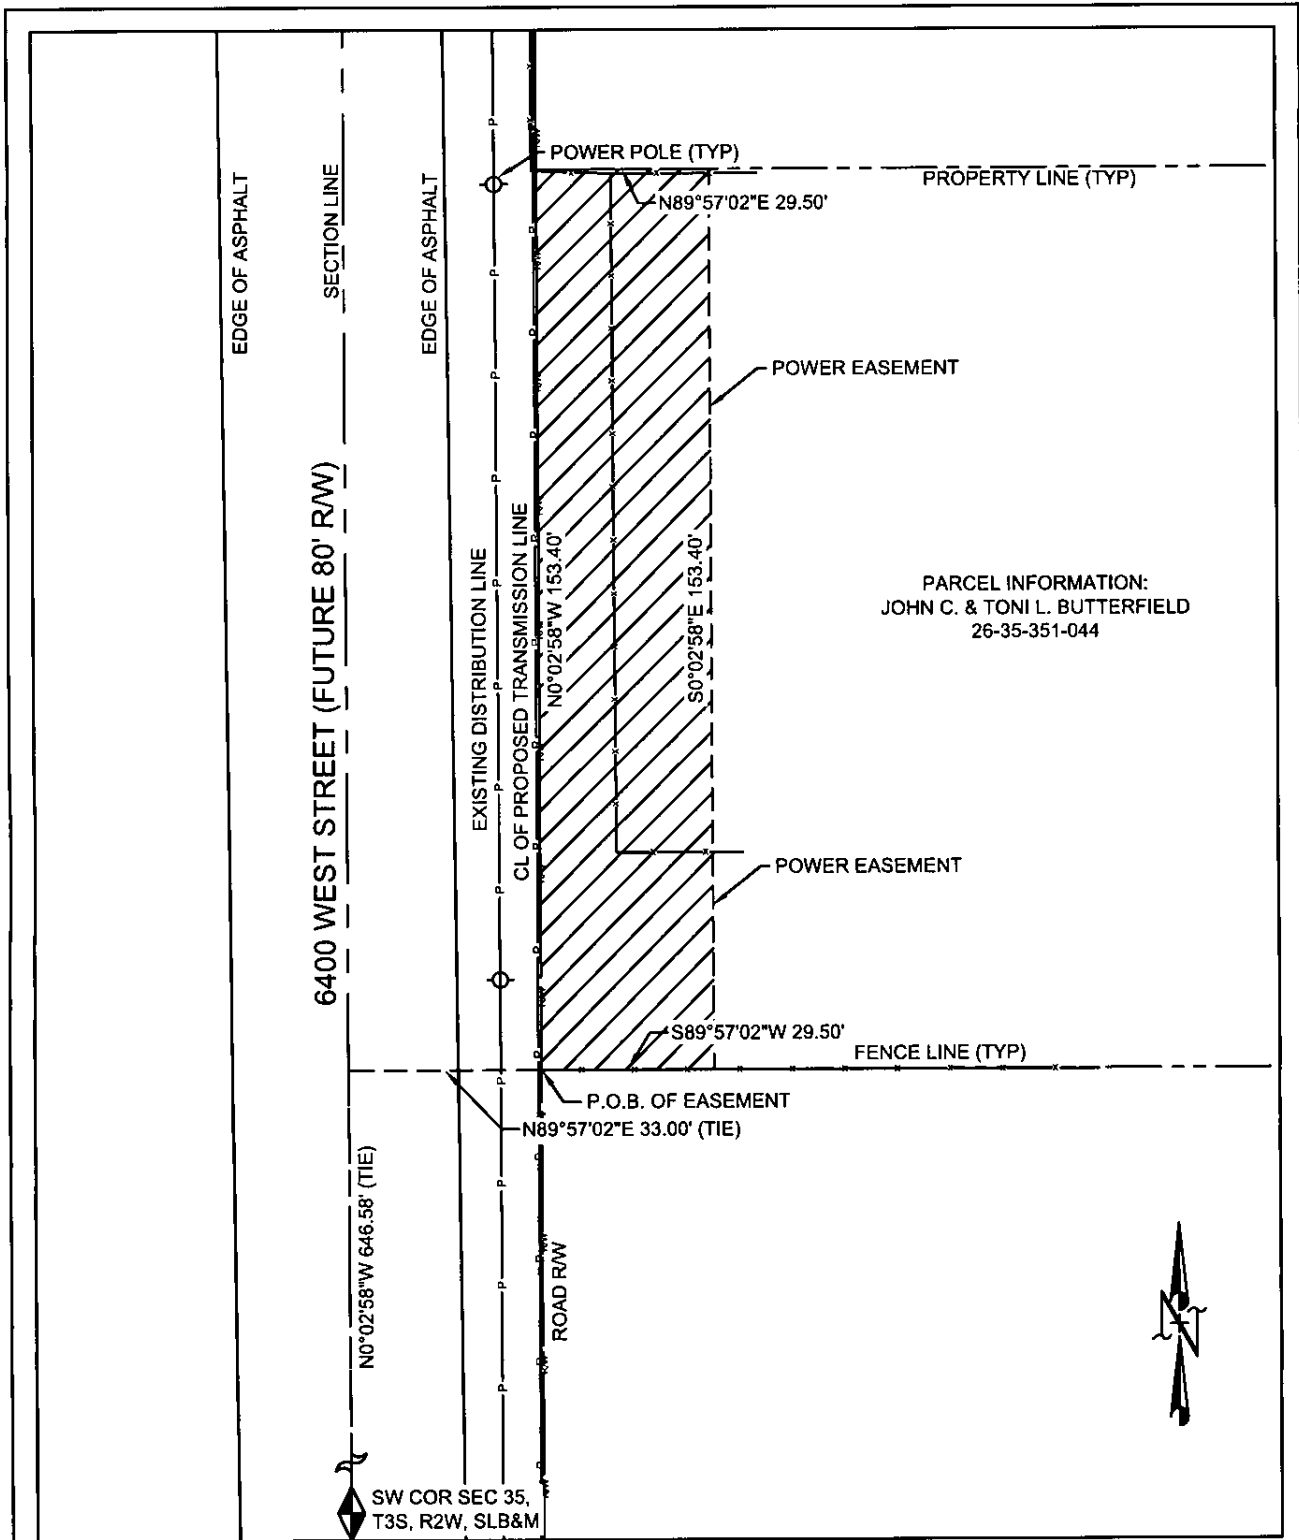 POWER POLE (TYP)
PROPERTY LINE (TYP)
N89°57'02"E 29.50'
EDGE OF ASPHALT
SECTION LINE
EDGE OF ASPHALT
POWER EASEMENT
6400 WEST STREET (FUTURE 80' R/W)
EXISTING DISTRIBUTION LINE
CL OF PROPOSED TRANSMISSION LINE
N0°02'58"W 153.40'
S0°02'58"E 153.40'
PARCEL INFORMATION:
JOHN C. & TONI L. BUTTERFIELD
26-35-351-044
POWER EASEMENT
S89°57'02"W 29.50'
FENCE LINE (TYP)
P.O.B. OF EASEMENT
N89°57'02"E 33.00' (TIE)
N0°02'58"W 646.58' (TIE)
ROAD R/W
N
SW COR SEC 35,
T3S, R2W, SLB&M